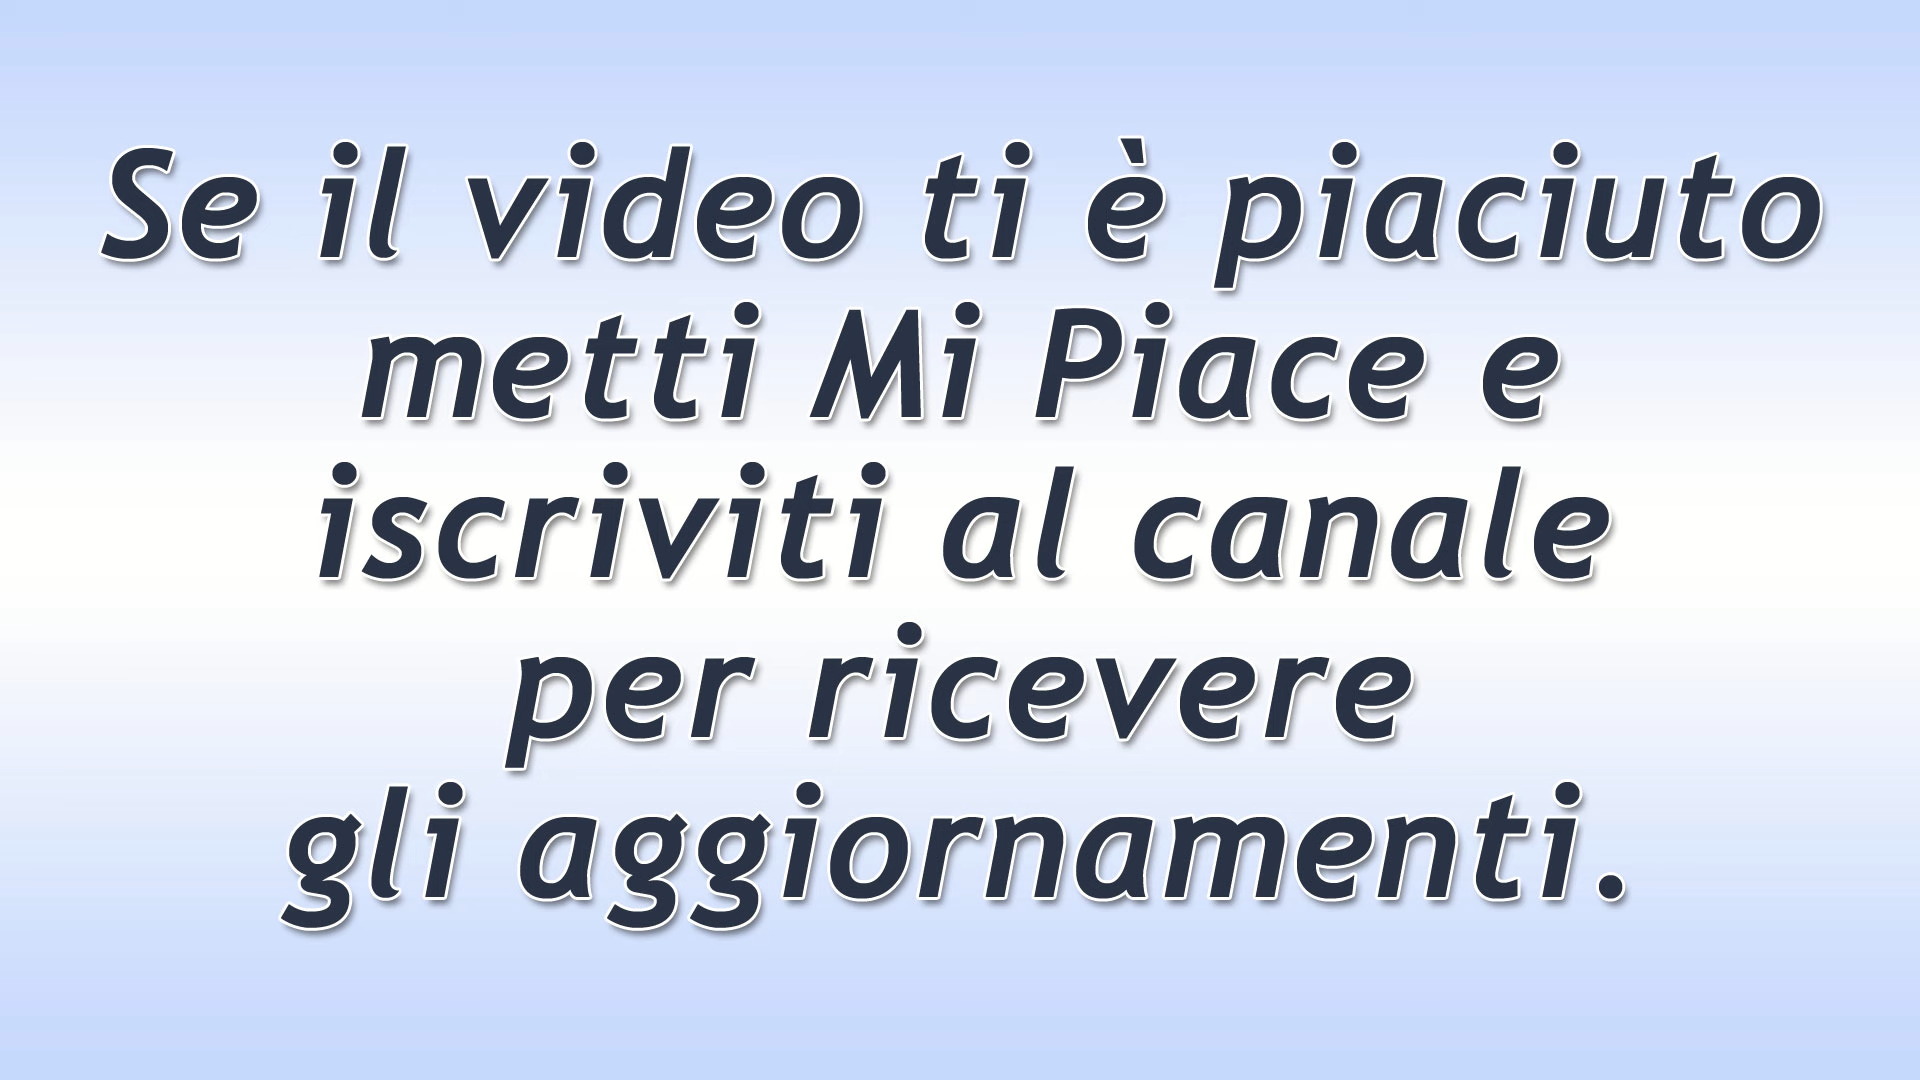 Se il video ti è piaciuto
metti Mi Piace e
iscriviti al canale
per ricevere
gli aggiornamenti.